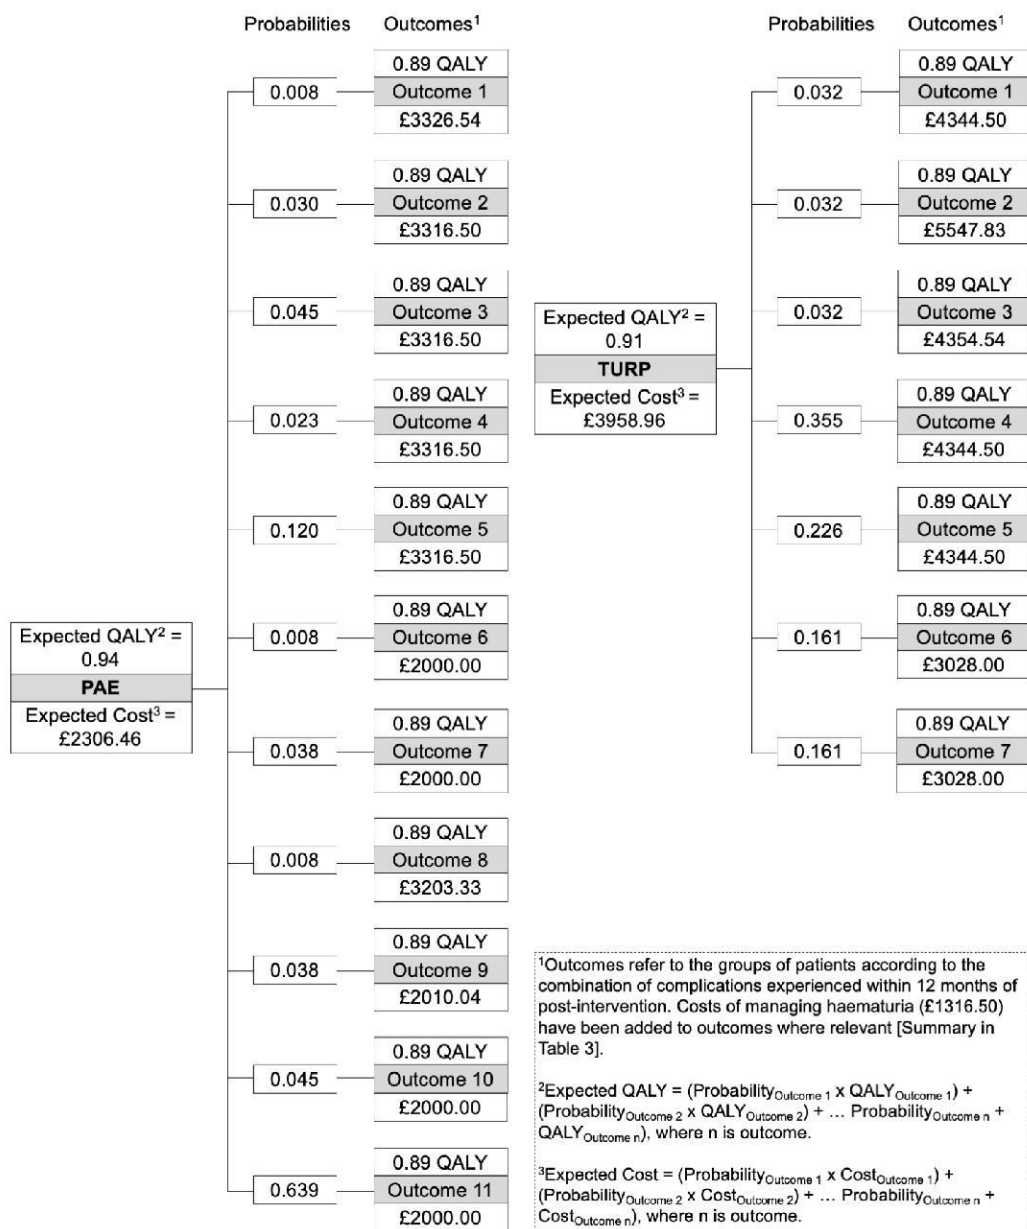 Probabilities Outcomes¹
0.89 QALY
0.008 Outcome 1
£3326.54
0.89 QALY
0.030 Outcome 2
£3316.50
0.89 QALY
0.045 Outcome 3
£3316.50
0.89 QALY
0.023 Outcome 4
£3316.50
0.89 QALY
0.120 Outcome 5
£3316.50
Expected QALY² =
0.94
PAE
Expected Cost³ =
£2306.46
0.89 QALY
0.008 Outcome 6
£2000.00
0.89 QALY
0.038 Outcome 7
£2000.00
0.89 QALY
0.008 Outcome 8
£3203.33
0.89 QALY
0.038 Outcome 9
£2010.04
0.89 QALY
0.045 Outcome 10
£2000.00
0.89 QALY
0.639 Outcome 11
£2000.00
Probabilities Outcomes¹
0.89 QALY
0.032 Outcome 1
£4344.50
0.89 QALY
0.032 Outcome 2
£5547.83
Expected QALY² =
0.91
TURP
Expected Cost³ =
£3958.96
0.89 QALY
0.032 Outcome 3
£4354.54
0.89 QALY
0.355 Outcome 4
£4344.50
0.89 QALY
0.226 Outcome 5
£4344.50
0.89 QALY
0.161 Outcome 6
£3028.00
0.89 QALY
0.161 Outcome 7
£3028.00
¹Outcomes refer to the groups of patients according to the
combination of complications experienced within 12 months of
post-intervention. Costs of managing haematuria (£1316.50)
have been added to outcomes where relevant [Summary in
Table 3].
²Expected QALY = (Probability Outcome 1 x QALY Outcome 1) +
(Probability Outcome 2 x QALY Outcome 2) + ... Probability Outcome n +
QALY Outcome n), where n is outcome.
³Expected Cost = (Probability Outcome 1 x Cost Outcome 1) +
(Probability Outcome 2 x Cost Outcome 2) + ... Probability Outcome n +
Cost Outcome n), where n is outcome.